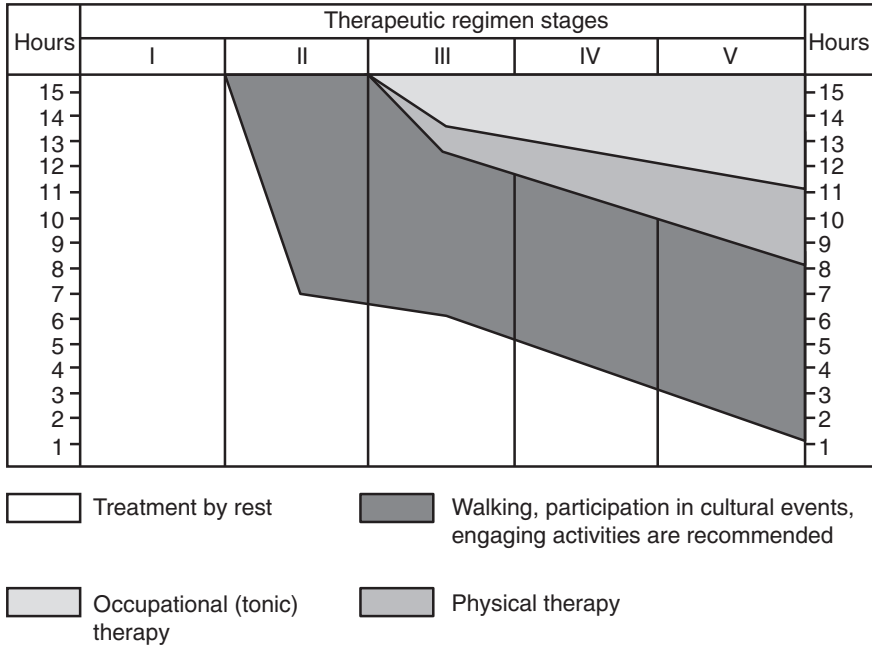 Therapeutic regimen stages
Hours
I
II
III
IV
V
Hours
15
14
13
12
11
10
9
8
7
6
5
4
3
2
1
15
14
13
12
11
10
9
8
7
6
5
4
3
2
1
Treatment by rest
Walking, participation in cultural events,
engaging activities are recommended
Occupational (tonic)
therapy
Physical therapy